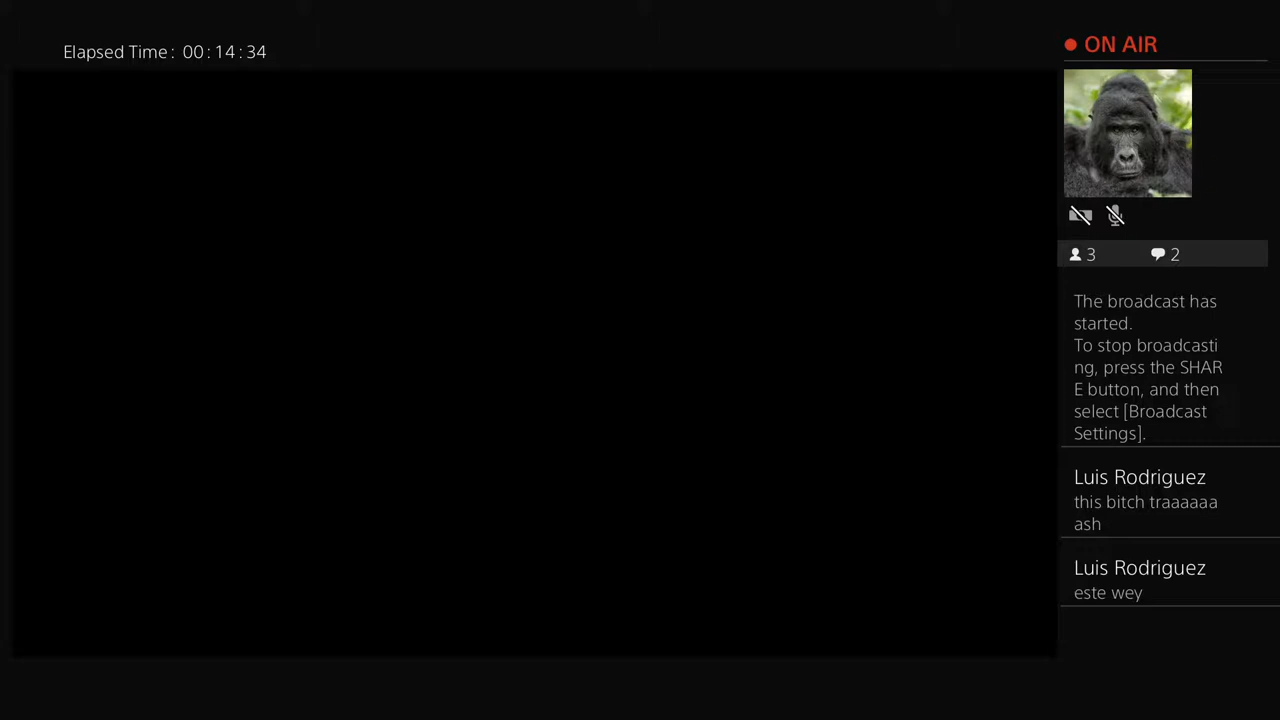 Elapsed Time: 00:14:34
ON AIR
3 2
The broadcast has
started.
To stop broadcasti
ng, press the SHAR
E button, and then
select [Broadcast
Settings].
Luis Rodriguez
this bitch traaaaaa
ash
Luis Rodriguez
este wey